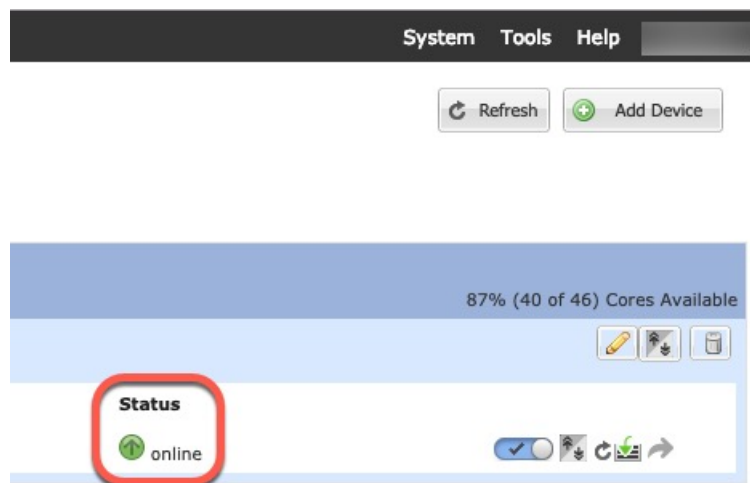 System Tools Help
Refresh Add Device
87% (40 of 46) Cores Available
Status
online